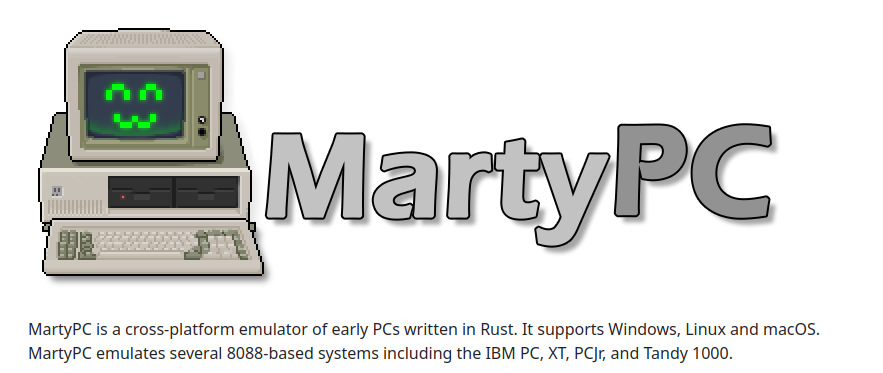 MartyPC
MartyPC is a cross-platform emulator of early PCs written in Rust. It supports Windows, Linux and macOS.
MartyPC emulates several 8088-based systems including the IBM PC, XT, PCJr, and Tandy 1000.